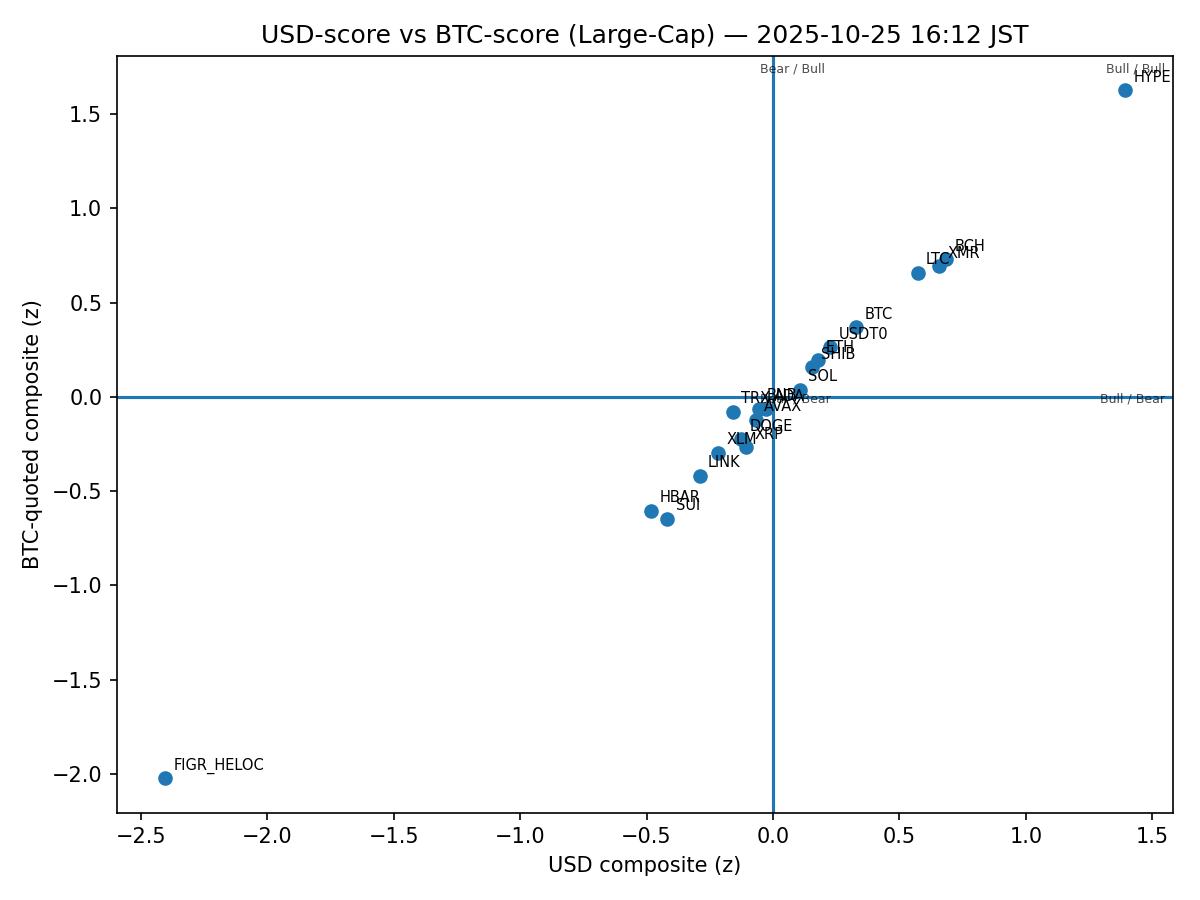 USD-score vs BTC-score (Large-Cap) — 2025-10-25 16:12 JST
Bear / Bull
Bull / Bull
HYPE
1.5
1.0
BCH
XMR
LTC
0.5
BTC
USDT0
ETH
SHIB
SOL
0.0
TRX
Bear
Bull / Bear
AVAX
DOGE
XRP
XLM
LINK
−0.5
HBAR
SUI
−1.0
−1.5
FIGR_HELOC
−2.0
BTC-quoted composite (z)
−2.5
−2.0
−1.5
−1.0
−0.5
0.0
0.5
1.0
1.5
USD composite (z)